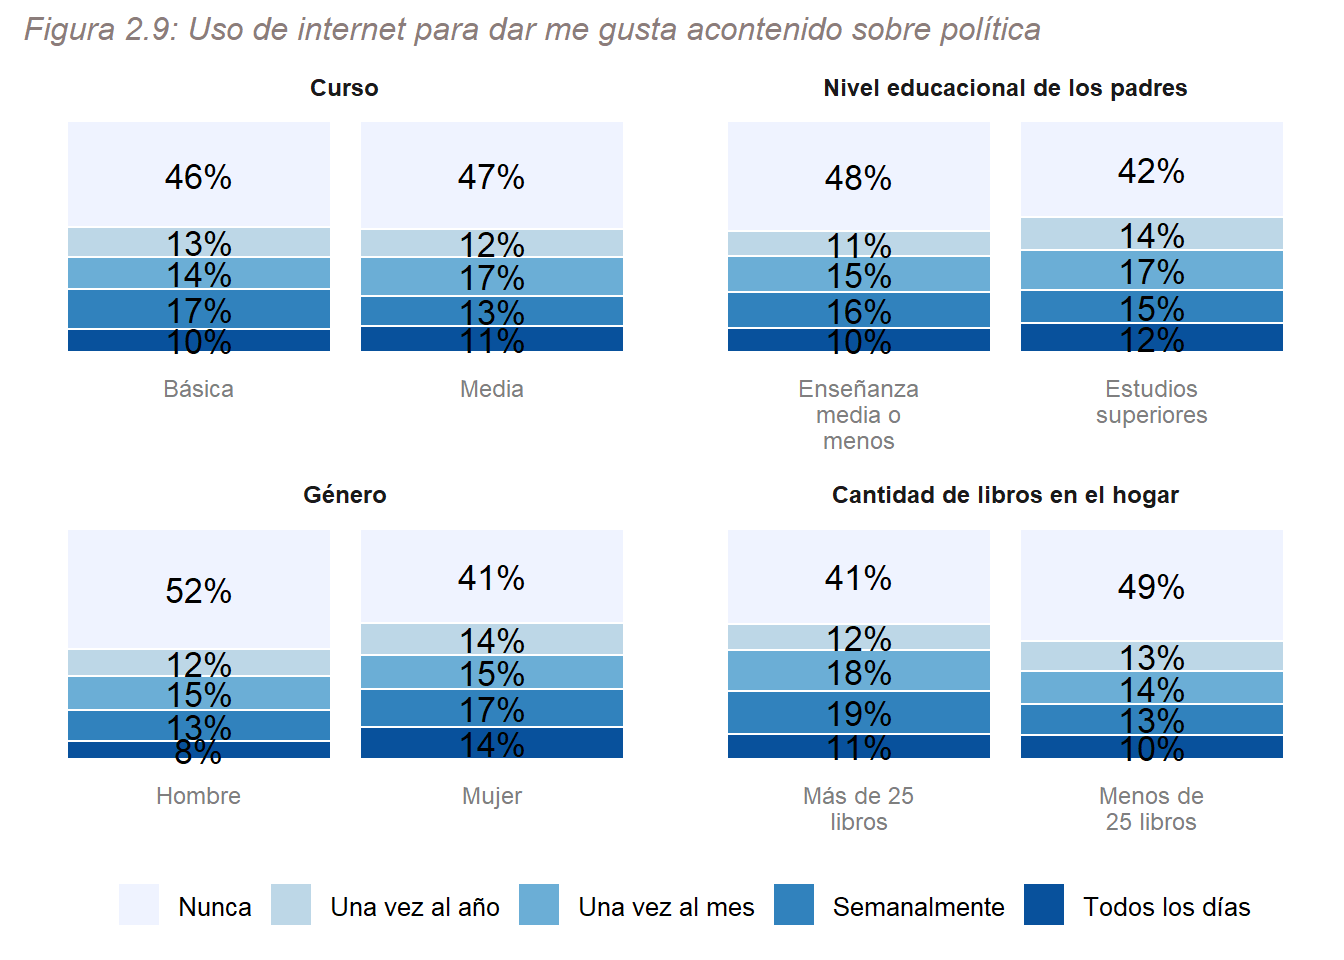 Figura 2.9: Uso de internet para dar me gusta acontenido sobre política
Curso
46%
13%
14%
17%
10%
Básica
47%
12%
17%
13%
11%
Media
Nivel educacional de los padres
48%
11%
15%
16%
10%
Enseñanza
media o
menos
42%
14%
17%
15%
12%
Estudios
superiores
Género
52%
12%
15%
13%
8%
Hombre
41%
14%
15%
17%
14%
Mujer
Cantidad de libros en el hogar
41%
12%
18%
19%
11%
Más de 25
libros
49%
13%
14%
13%
10%
Menos de
25 libros
Nunca
Una vez al año
Una vez al mes
Semanalmente
Todos los días